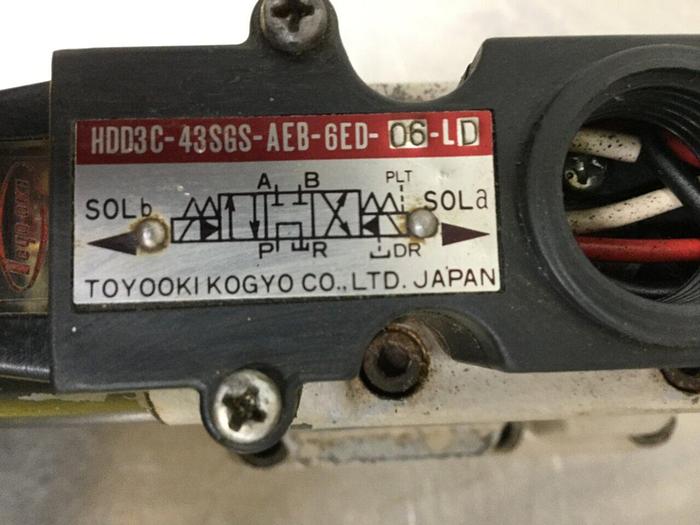 HDD3C-43SGS-AEB-6ED-06-LD
A B PLT
SOLb SOLa
P R DR
TOYOOKI KOGYO CO., LTD. JAPAN